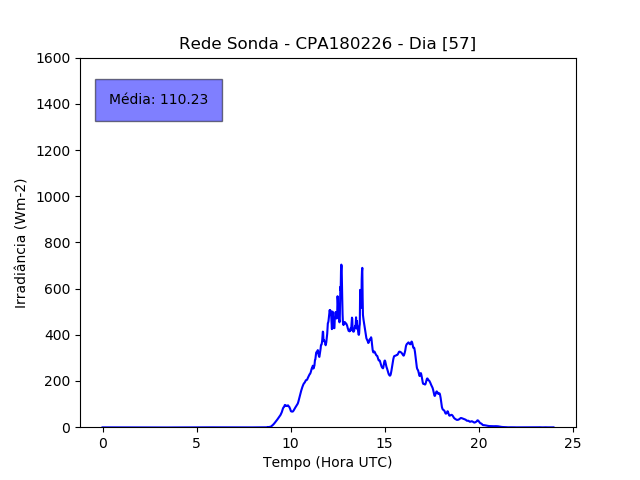 Rede Sonda - CPA180226 - Dia [57]
1600
1400
1200
1000
800
600
400
200
0
Média: 110.23
Irradiância (Wm-2)
0 5 10 15 20 25
Tempo (Hora UTC)